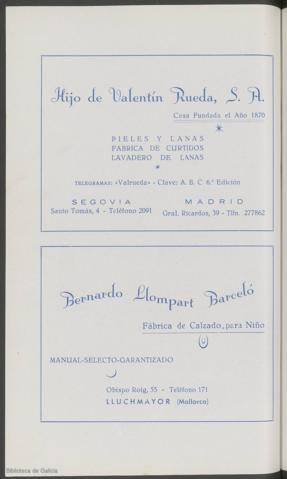 Hijo de Valentín Rueda, S. A.
Casa Fundada el Año 1870
PIELES Y LANAS
FABRICA DE CURTIDOS
LAVADERO DE LANAS
TELEGRAMAS: «Valrueda» - Clave: A. B. C 6.ª Edición
SEGOVIA
Santo Tomás, 4 - Teléfono 2091
MADRID
Gral. Ricardos, 39 - Tlfn. 277862
Bernardo Llompart Barceló
Fábrica de Calzado, para Niño
MANUAL-SELECTO-GARANTIZADO
Obispo Roig, 55 - Teléfono 171
LLUCHMAYOR (Mallorca)
Biblioteca de Galicia